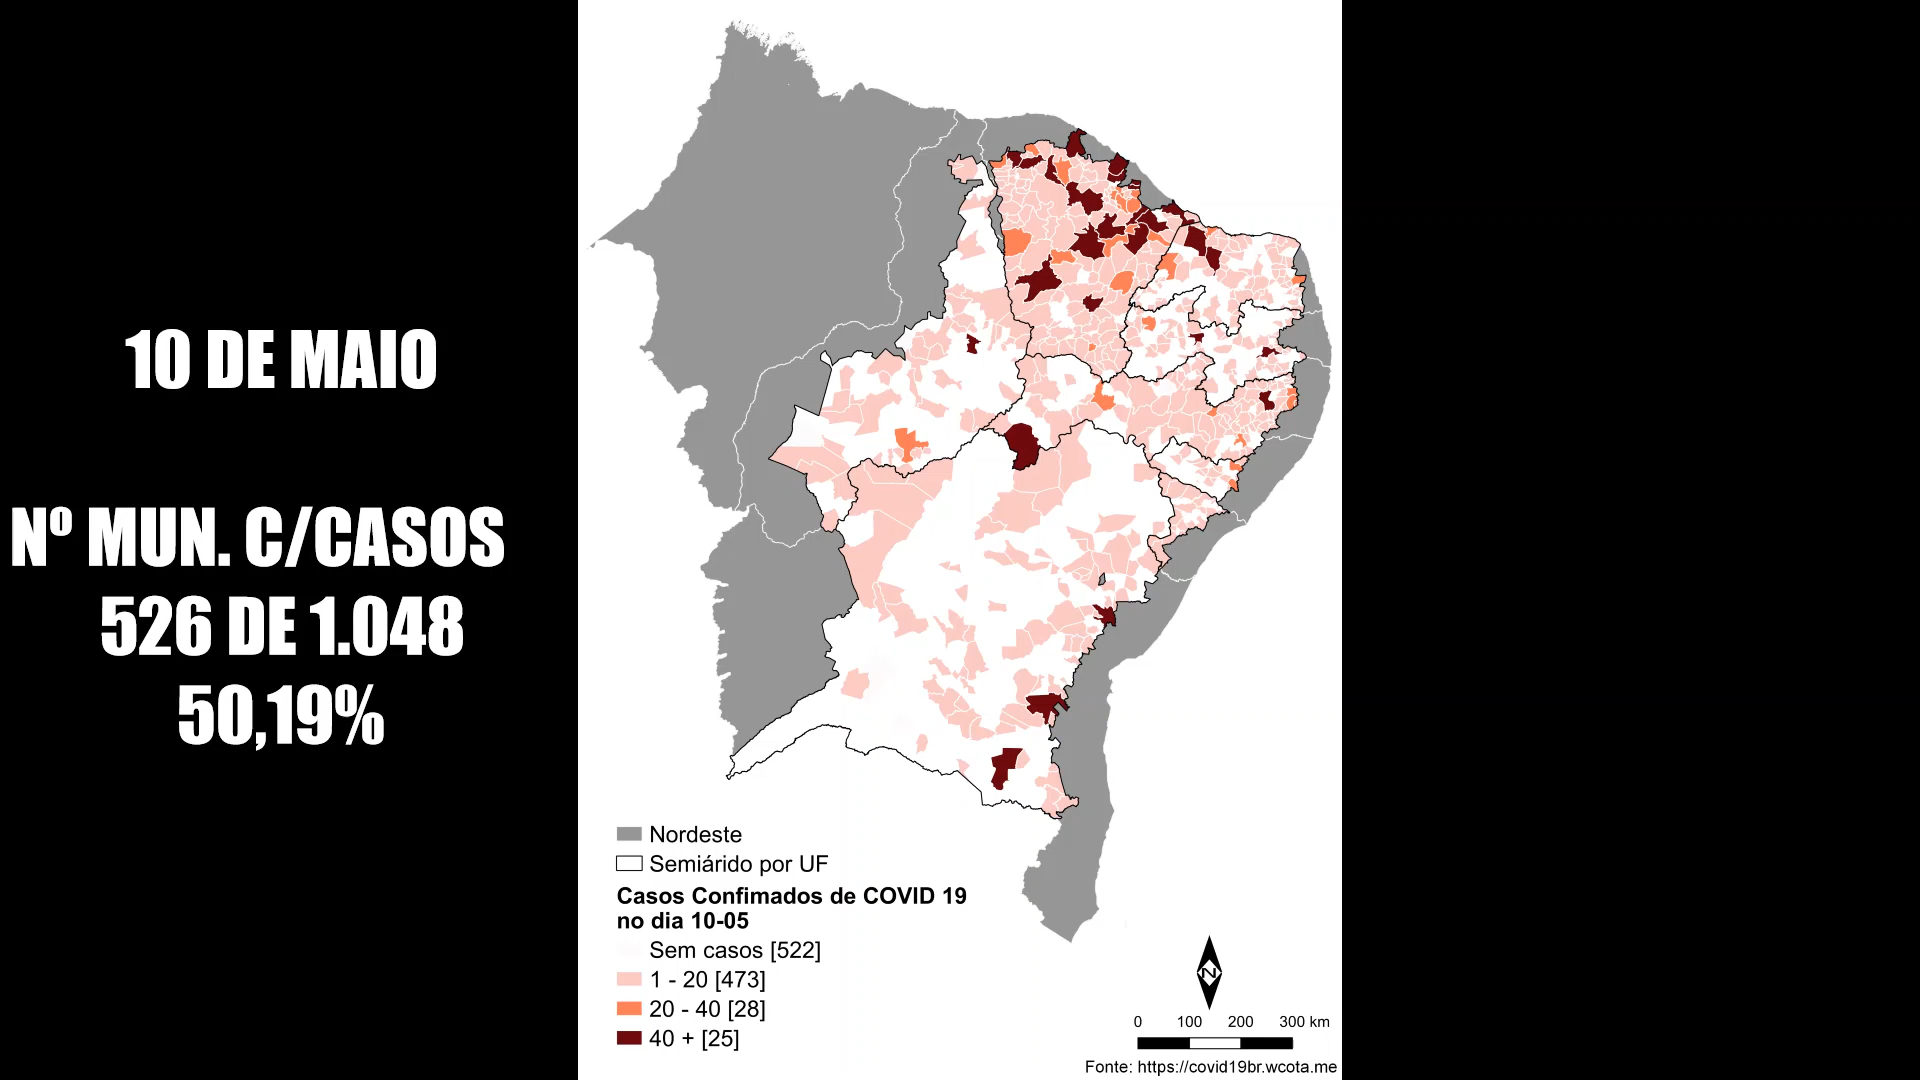 10 DE MAIO
Nº MUN. C/CASOS
526 DE 1.048
50,19%
Nordeste
Semiárido por UF
Casos Confimados de COVID 19
no dia 10-05
Sem casos [522]
1 - 20 [473]
20 - 40 [28]
40 + [25]
N
0 100 200 300 km
Fonte: https://covid19br.wcota.me